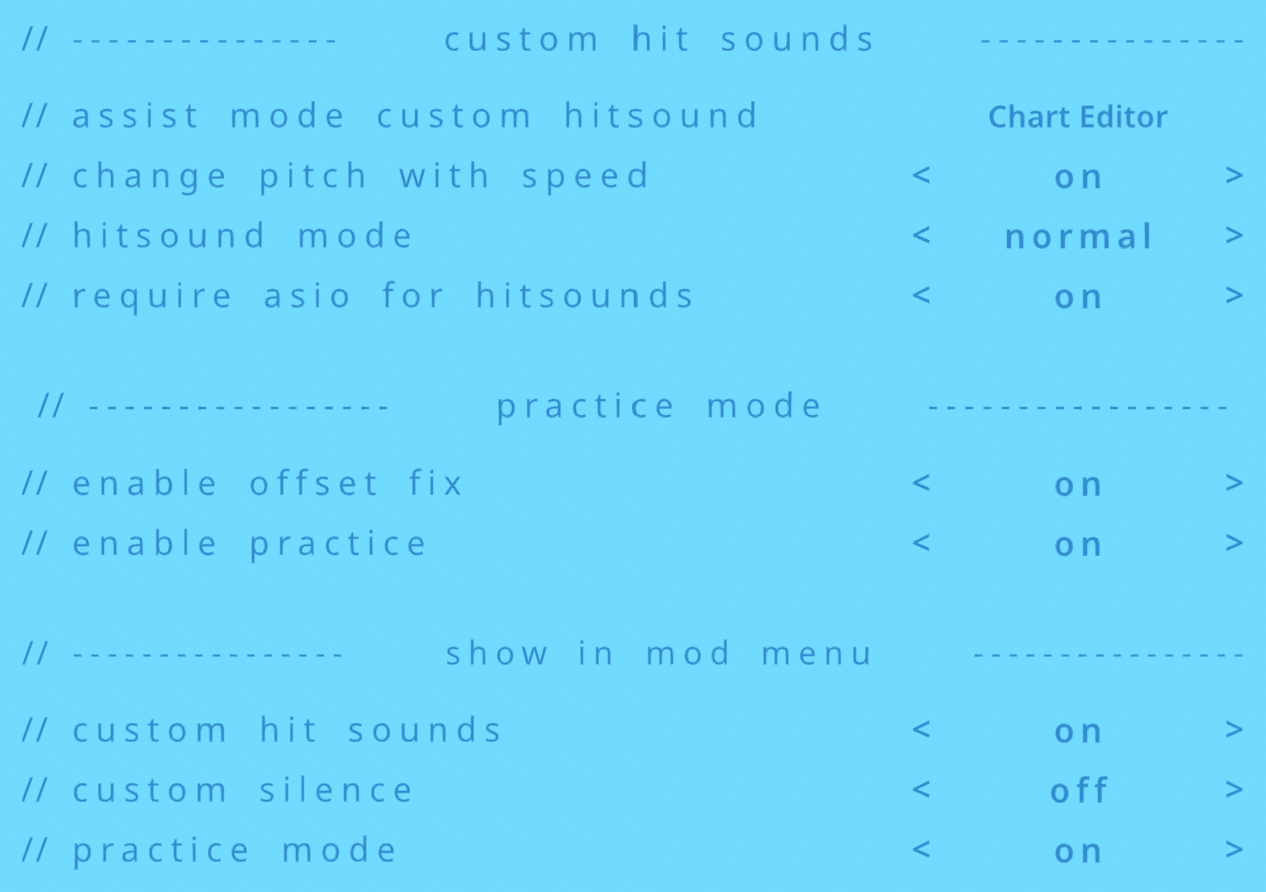 // --------------- custom hit sounds ---------------
// assist mode custom hitsound Chart Editor
// change pitch with speed < on >
// hitsound mode < normal >
// require asio for hitsounds < on >
// ----------------- practice mode -----------------
// enable offset fix < on >
// enable practice < on >
// ---------------- show in mod menu ----------------
// custom hit sounds < on >
// custom silence < off >
// practice mode < on >